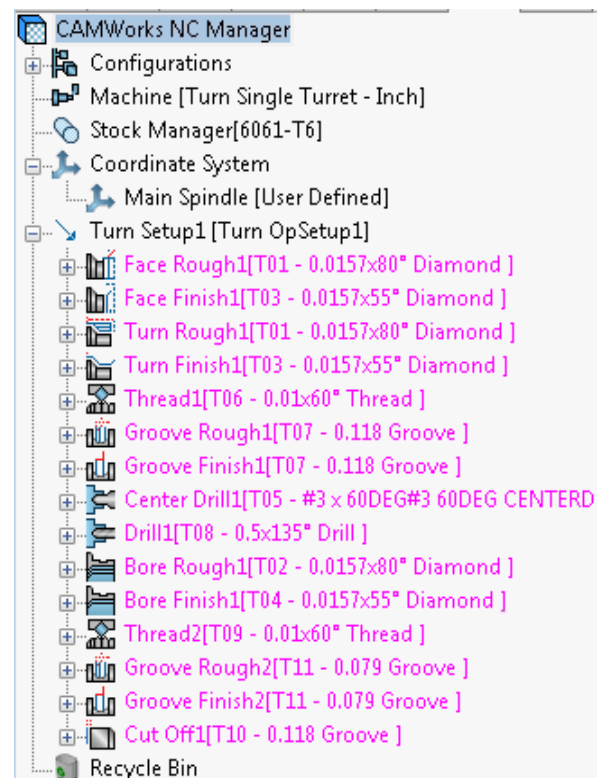 CAMWorks NC Manager
Configurations
Machine [Turn Single Turret - Inch]
Stock Manager[6061-T6]
Coordinate System
Main Spindle [User Defined]
Turn Setup1 [Turn OpSetup1]
Face Rough1[T01 - 0.0157x80° Diamond ]
Face Finish1[T03 - 0.0157x55° Diamond ]
Turn Rough1[T01 - 0.0157x80° Diamond ]
Turn Finish1[T03 - 0.0157x55° Diamond ]
Thread1[T06 - 0.01x60° Thread ]
Groove Rough1[T07 - 0.118 Groove ]
Groove Finish1[T07 - 0.118 Groove ]
Center Drill1[T05 - #3 x 60DEG#3 60DEG CENTERD
Drill1[T08 - 0.5x135° Drill ]
Bore Rough1[T02 - 0.0157x80° Diamond ]
Bore Finish1[T04 - 0.0157x55° Diamond ]
Thread2[T09 - 0.01x60° Thread ]
Groove Rough2[T11 - 0.079 Groove ]
Groove Finish2[T11 - 0.079 Groove ]
Cut Off1[T10 - 0.118 Groove ]
Recycle Bin